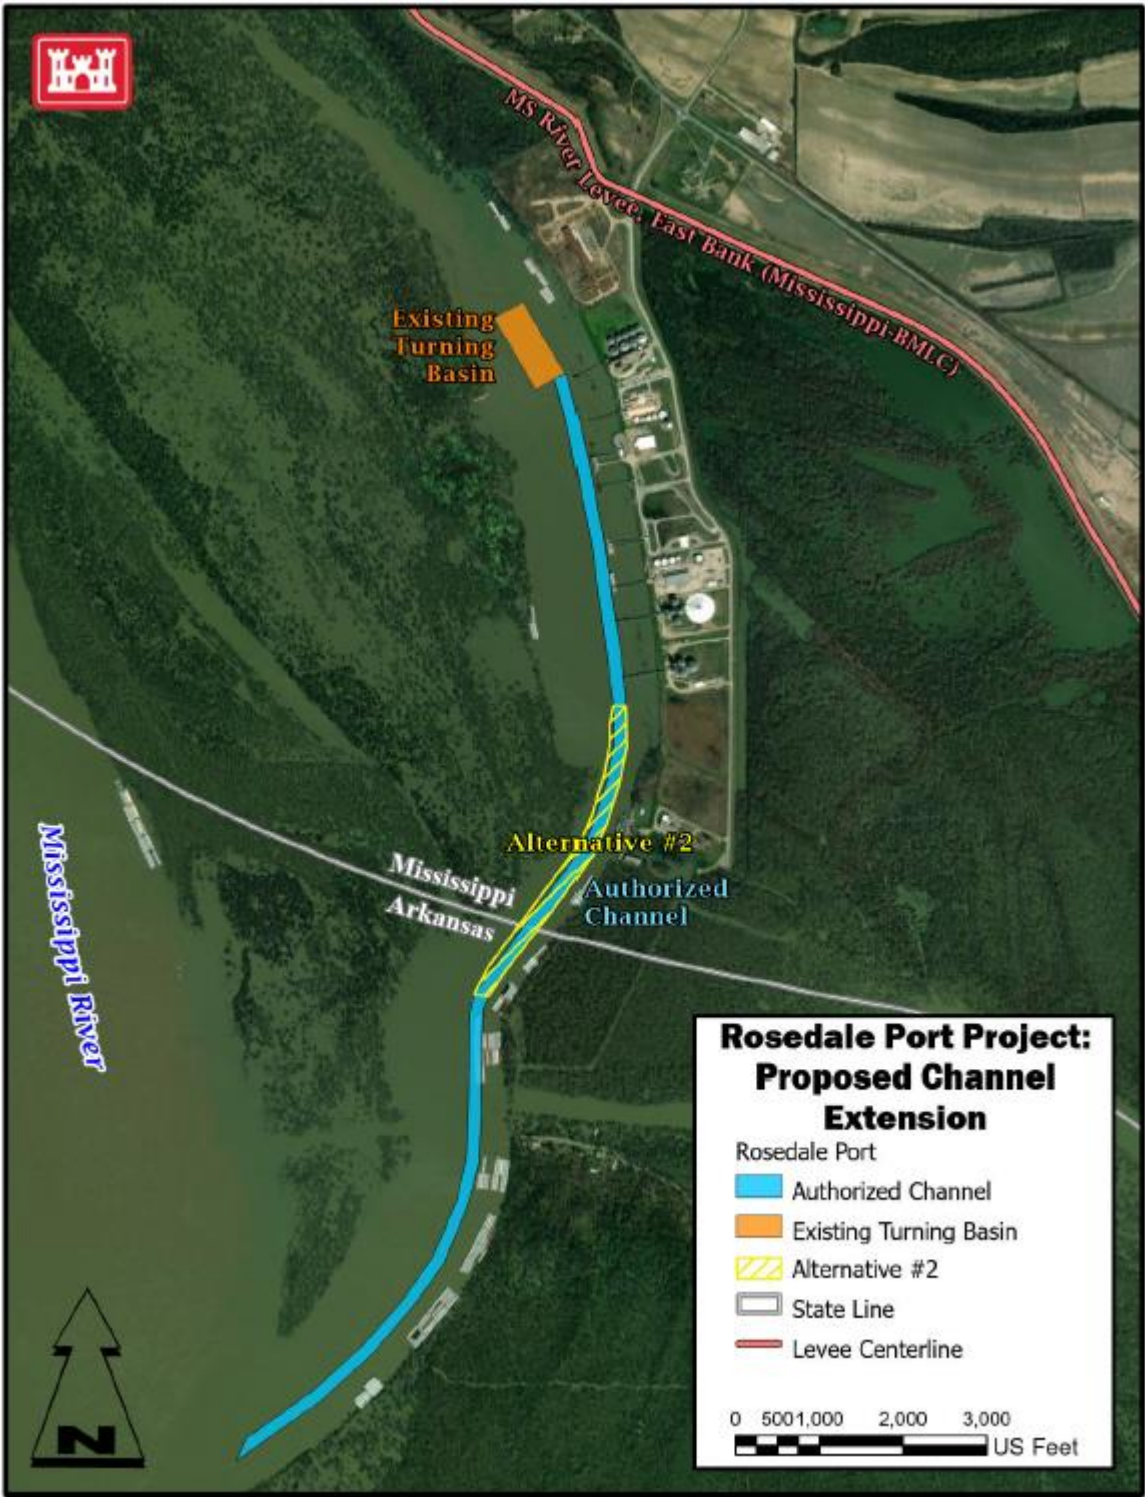 MS River Levee, East Bank (Mississippi-BMLC)
Existing
Turning
Basin
Alternative #2
Authorized
Channel
Mississippi
Arkansas
Mississippi River
Rosedale Port Project:
Proposed Channel
Extension
Rosedale Port
Authorized Channel
Existing Turning Basin
Alternative #2
State Line
Levee Centerline
0 5001,000 2,000 3,000
US Feet
N